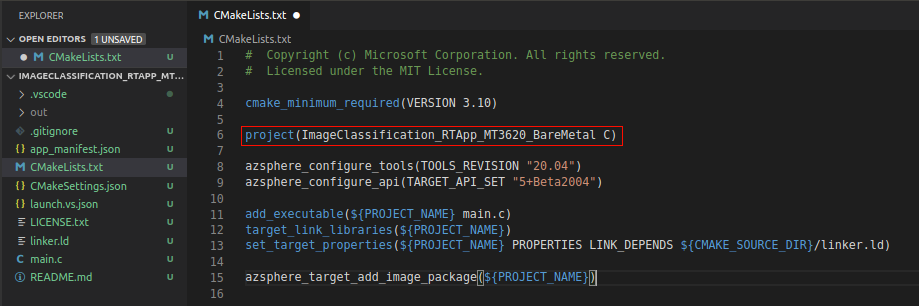 EXPLORER
OPEN EDITORS 1 UNSAVED
CMakeLists.txt U
IMAGECLASSIFICATION_RTAPP_MT...
.vscode
out
.gitignore U
app_manifest.json U
CMakeLists.txt U
CMakeSettings.json U
launch.vs.json U
LICENSE.txt U
linker.ld U
main.c U
README.md U
CMakeLists.txt
CMakeLists.txt
1 #  Copyright (c) Microsoft Corporation. All rights reserved.
2 #  Licensed under the MIT License.
3
4 cmake_minimum_required(VERSION 3.10)
5
6 project(ImageClassification_RTApp_MT3620_BareMetal C)
7
8 azsphere_configure_tools(TOOLS_REVISION "20.04")
9 azsphere_configure_api(TARGET_API_SET "5+Beta2004")
10
11 add_executable(${PROJECT_NAME} main.c)
12 target_link_libraries(${PROJECT_NAME})
13 set_target_properties(${PROJECT_NAME} PROPERTIES LINK_DEPENDS ${CMAKE_SOURCE_DIR}/linker.ld)
14
15 azsphere_target_add_image_package(${PROJECT_NAME})
16